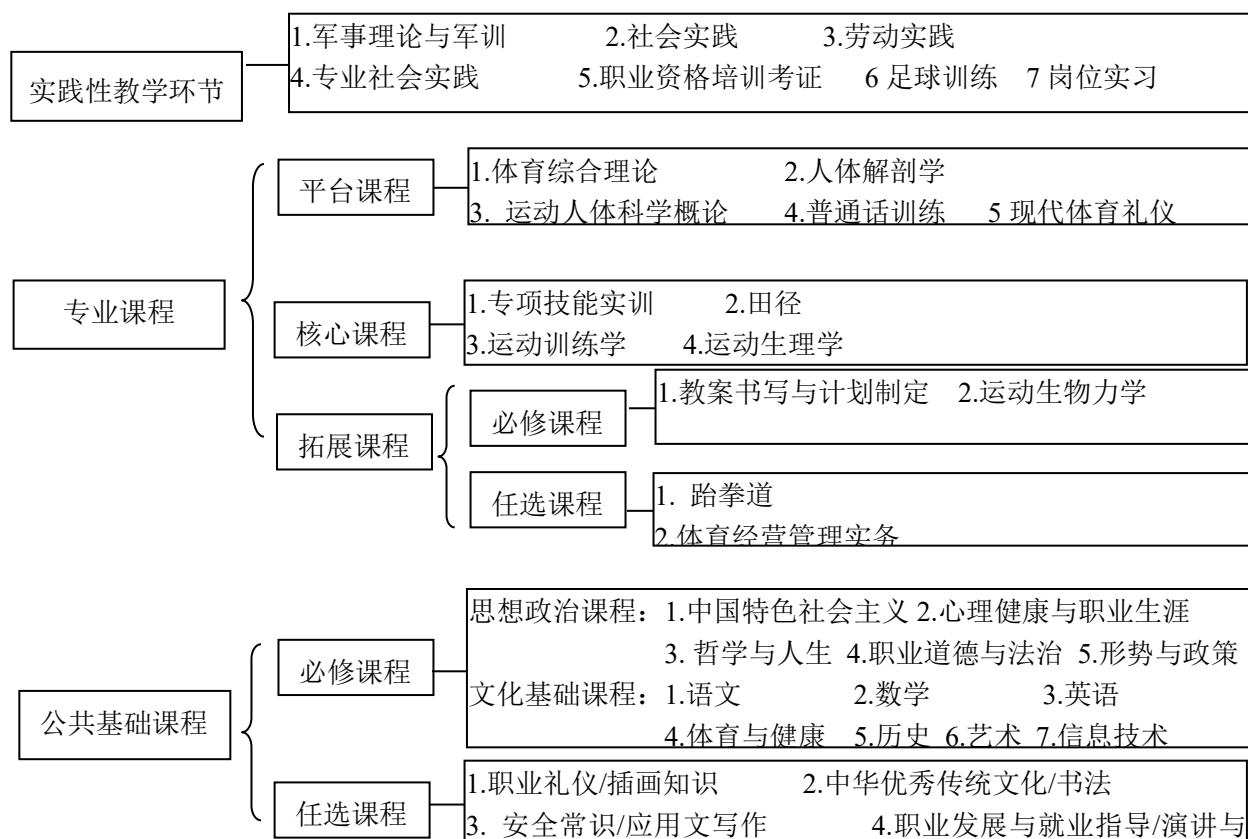 1.军事理论与军训 2.社会实践 3.劳动实践
实践性教学环节
4.专业社会实践 5.职业资格培训考证 6 足球训练 7 岗位实习
平台课程
1.体育综合理论 2.人体解剖学
3. 运动人体科学概论 4.普通话训练 5 现代体育礼仪
专业课程
核心课程
1.专项技能实训 2.田径
3.运动训练学 4.运动生理学
拓展课程
必修课程
1.教案书写与计划制定 2.运动生物力学
任选课程
1. 跆拳道
2.体育经营管理实务
公共基础课程
必修课程
思想政治课程：1.中国特色社会主义 2.心理健康与职业生涯
3. 哲学与人生 4.职业道德与法治 5.形势与政策
文化基础课程：1.语文 2.数学 3.英语
4.体育与健康 5.历史 6.艺术 7.信息技术
任选课程
1.职业礼仪/插画知识 2.中华优秀传统文化/书法
3. 安全常识/应用文写作 4.职业发展与就业指导/演讲与